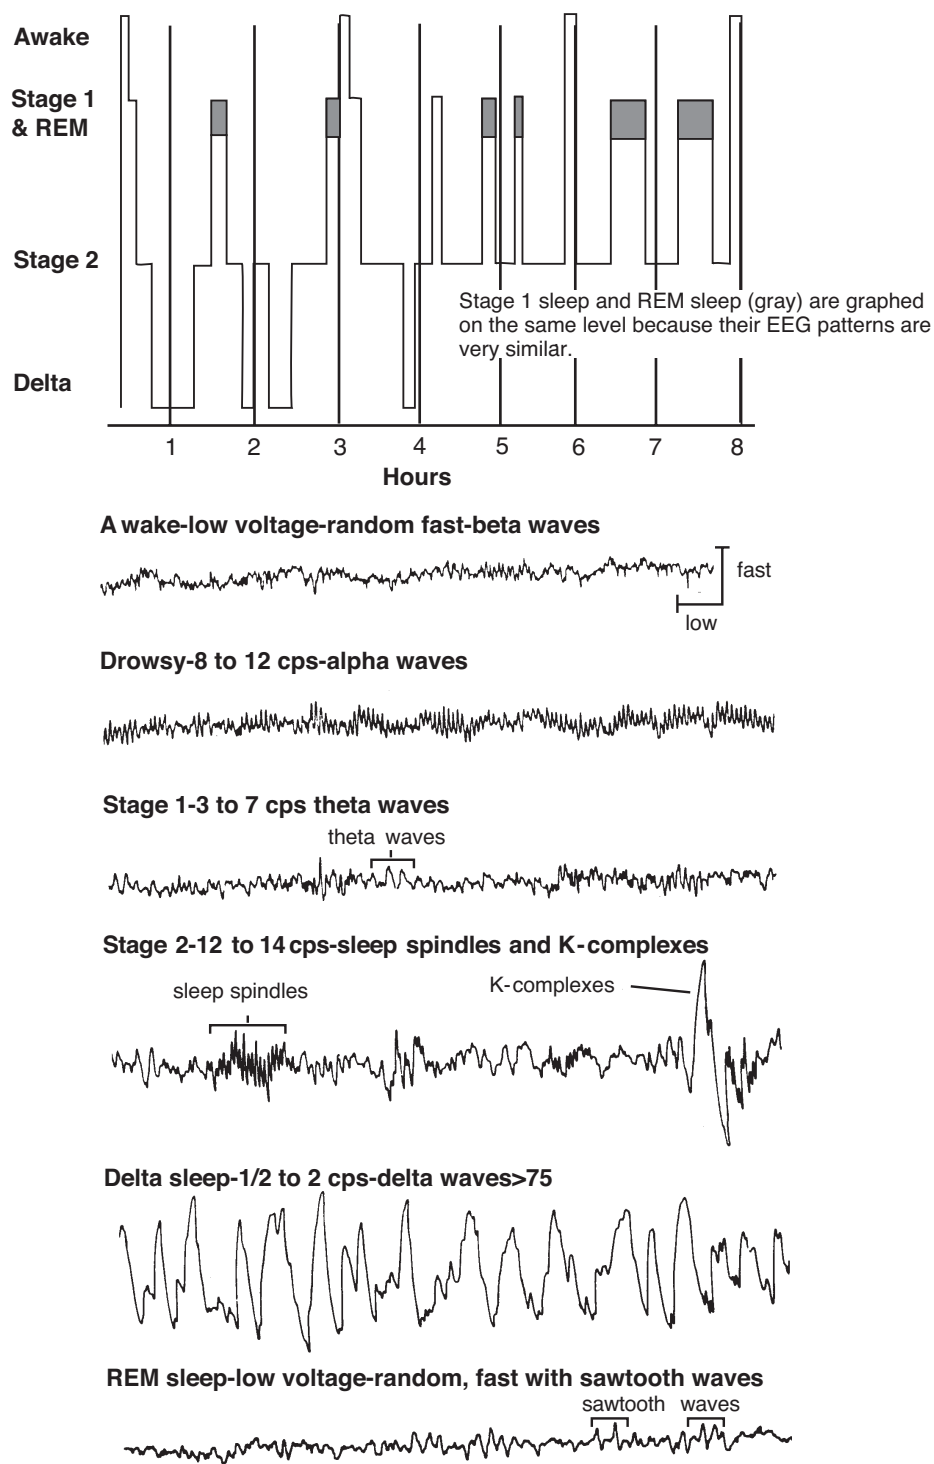 Awake
Stage 1
& REM
Stage 2
Stage 1 sleep and REM sleep (gray) are graphed
on the same level because their EEG patterns are
very similar.
Delta
1 2 3 4 5 6 7 8
Hours
A wake-low voltage-random fast-beta waves
fast
low
Drowsy-8 to 12 cps-alpha waves
Stage 1-3 to 7 cps theta waves
theta waves
Stage 2-12 to 14 cps-sleep spindles and K-complexes
sleep spindles
K-complexes
Delta sleep-1/2 to 2 cps-delta waves>75
REM sleep-low voltage-random, fast with sawtooth waves
sawtooth waves